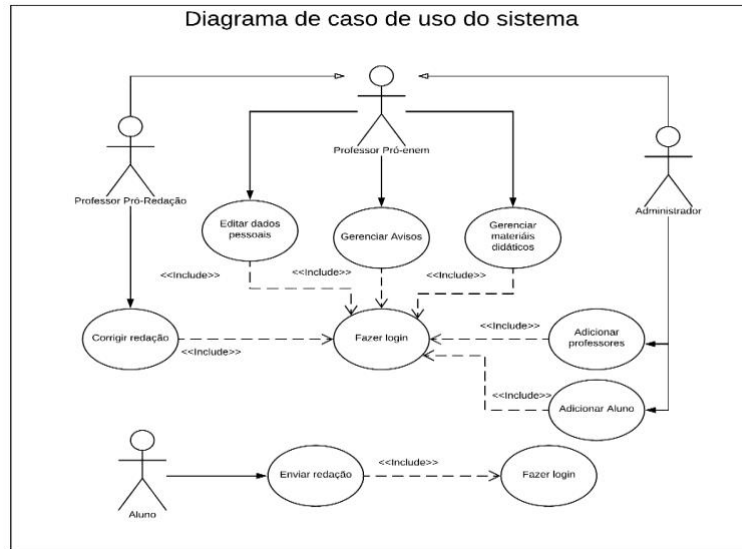 Diagrama de caso de uso do sistema
Professor Pró-enem
Professor Pró-Redação
Administrador
Editar dados
pessoais
Gerenciar Avisos
Gerenciar
materiáis
didáticos
<<Include>>
<<Include>>
<<Include>>
Corrigir redação
<<Include>>
Fazer login
<<Include>>
Adicionar
professores
<<Include>>
Adicionar Aluno
Aluno
Enviar redação
<<Include>>
Fazer login